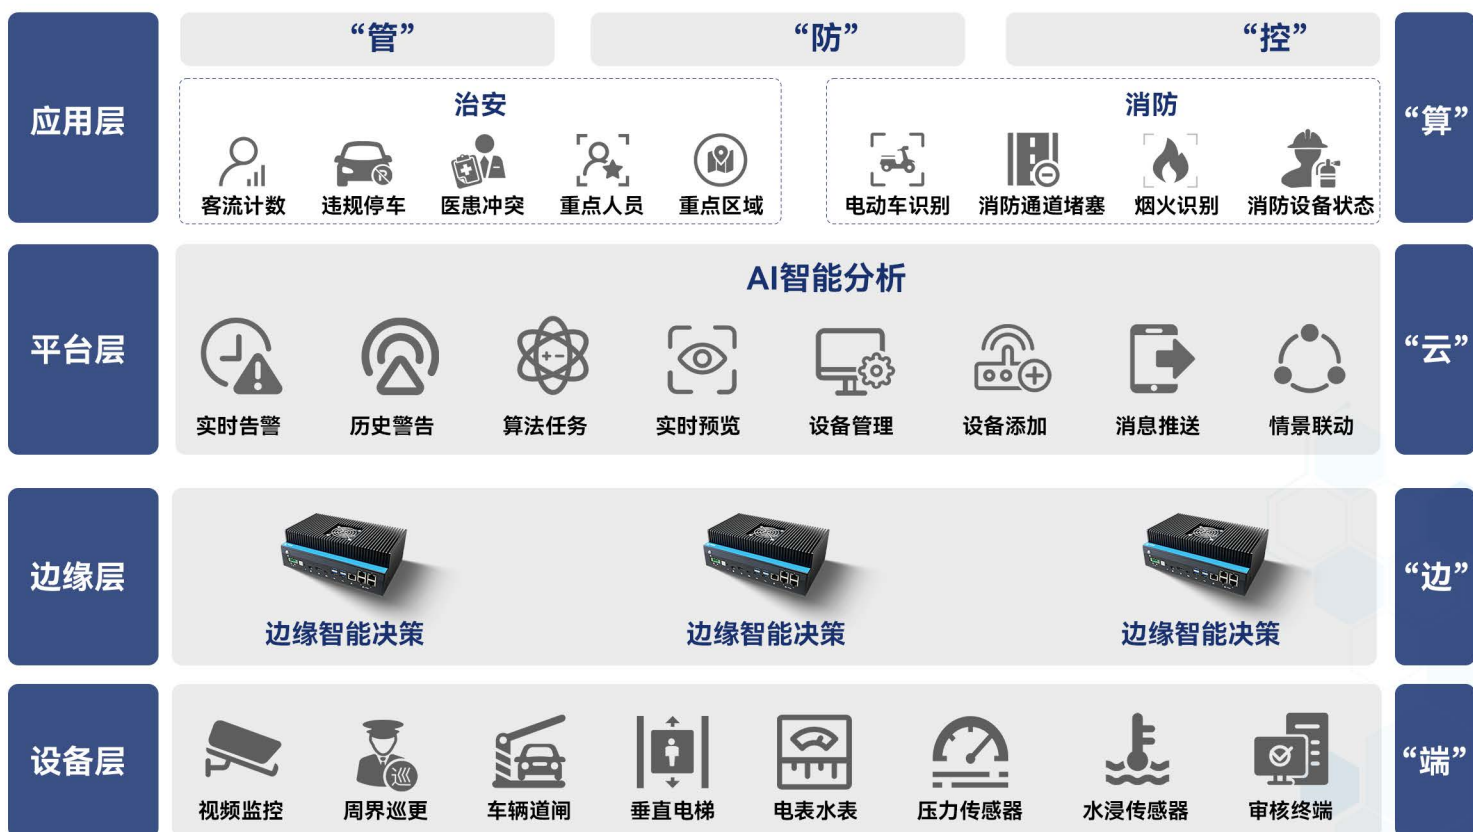 “管” “防” “控”
应用层
治安
客流计数 违规停车 医患冲突 重点人员 重点区域
消防
电动车识别 消防通道堵塞 烟火识别 消防设备状态
“算”
平台层
AI智能分析
实时告警 历史警告 算法任务 实时预览 设备管理 设备添加 消息推送 情景联动
“云”
边缘层
边缘智能决策 边缘智能决策 边缘智能决策
“边”
设备层
巡
视频监控 周界巡更 车辆道闸 垂直电梯 电表水表 压力传感器 水浸传感器 审核终端
“端”